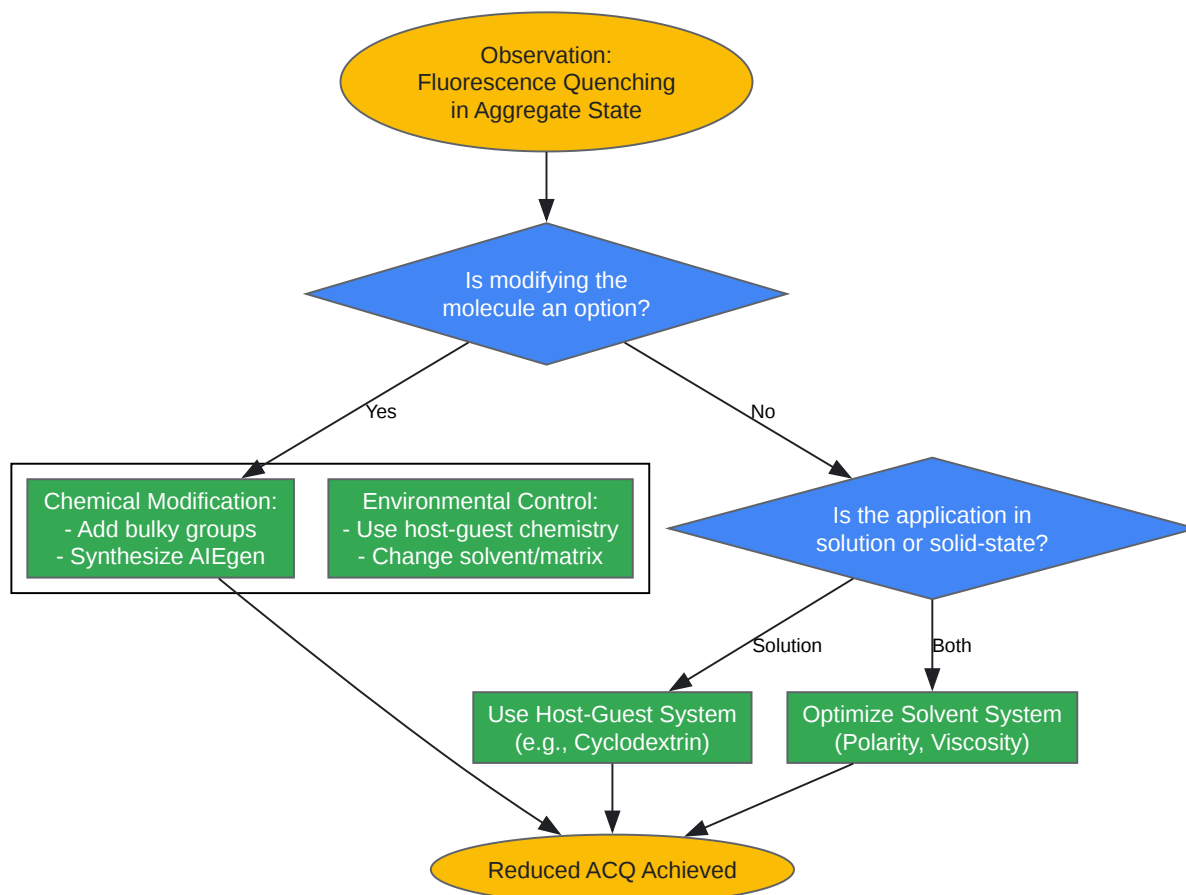 Observation:
Fluorescence Quenching
in Aggregate State
Is modifying the
molecule an option?
Yes
No
Chemical Modification:
- Add bulky groups
- Synthesize AIEgen
Environmental Control:
- Use host-guest chemistry
- Change solvent/matrix
Is the application in
solution or solid-state?
Solution
Both
Use Host-Guest System
(e.g., Cyclodextrin)
Optimize Solvent System
(Polarity, Viscosity)
Reduced ACQ Achieved